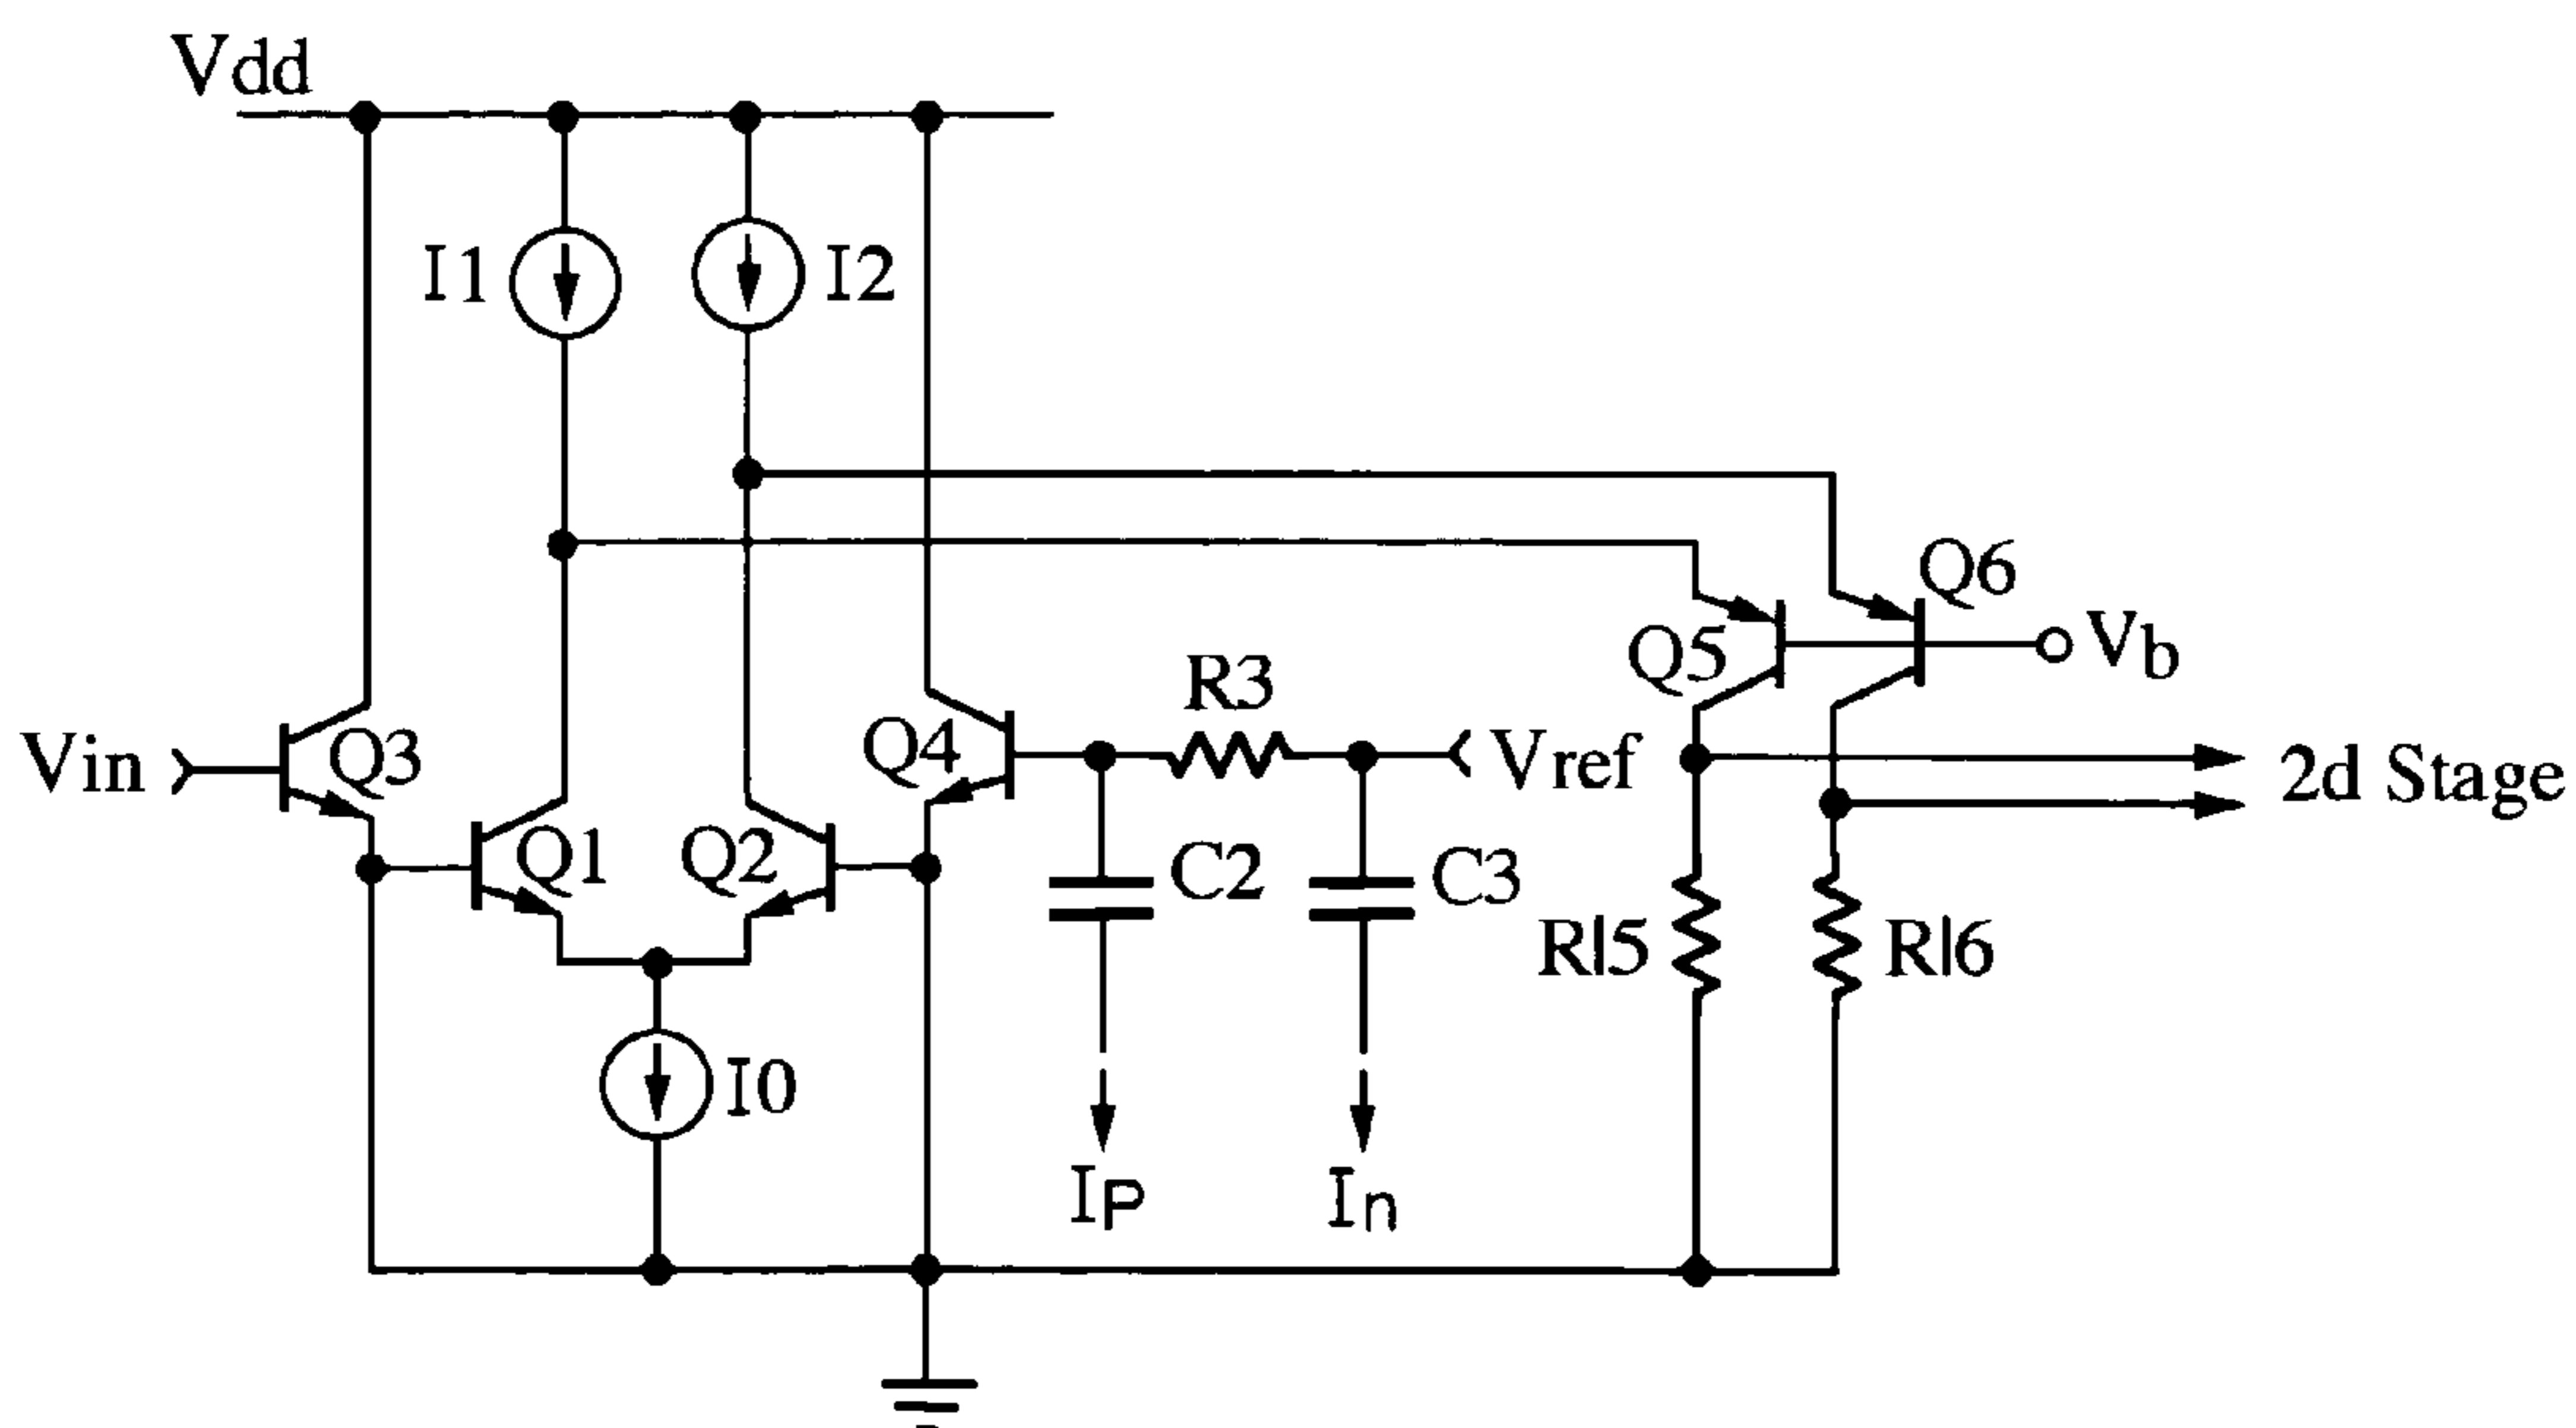 Vdd
I1
I2
Q6
Q5
Vb
R3
Q4
Vref
Vin
Q3
2d Stage
Q1
Q2
C2
C3
Rl5
Rl6
I0
IP
In